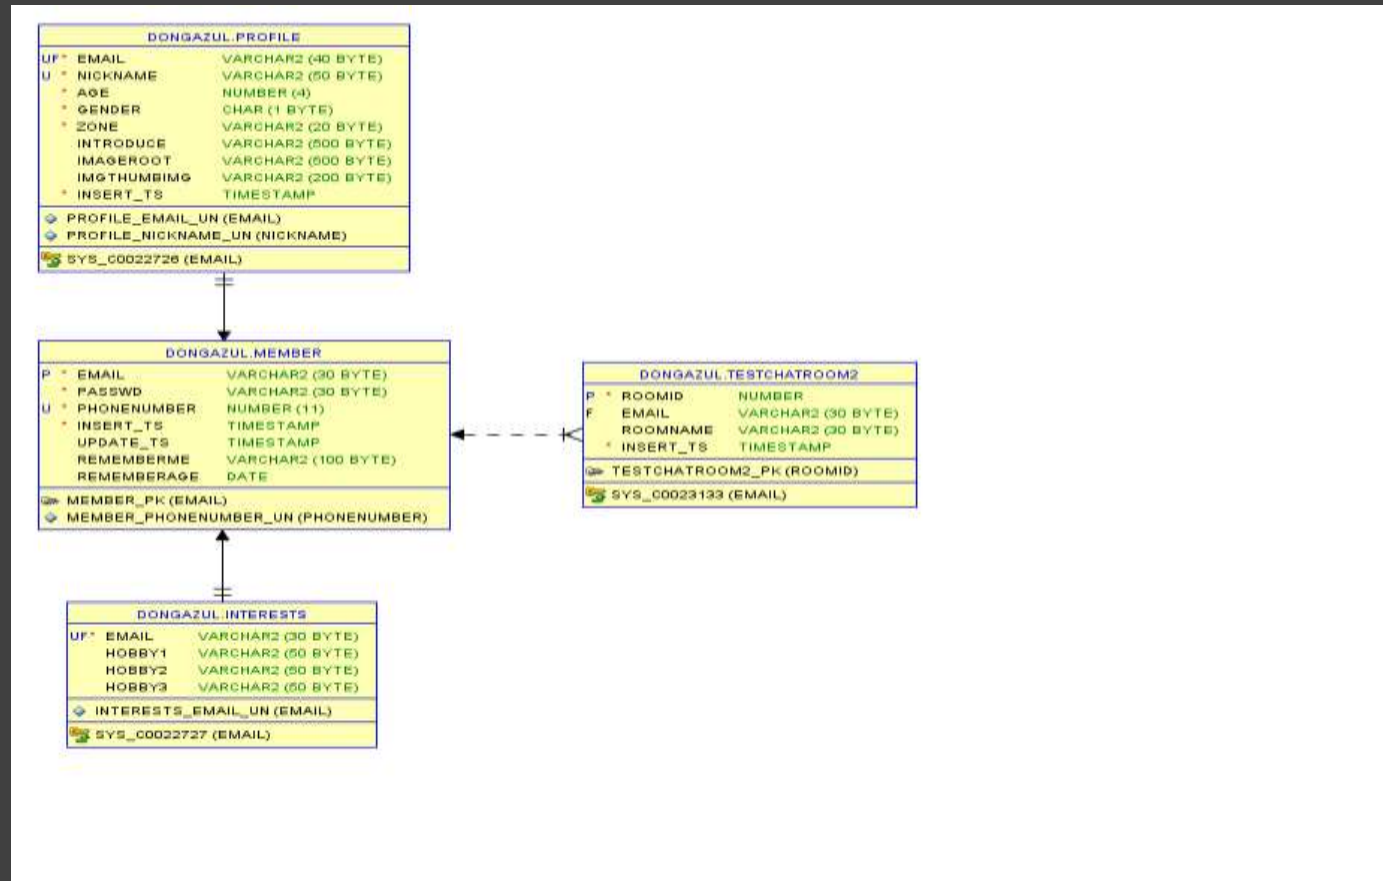 DONGAZUL.PROFILE
UF* EMAIL VARCHAR2 (40 BYTE)
U * NICKNAME VARCHAR2 (50 BYTE)
* AGE NUMBER (4)
* GENDER CHAR (1 BYTE)
* ZONE VARCHAR2 (20 BYTE)
INTRODUCE VARCHAR2 (500 BYTE)
IMAGEROOT VARCHAR2 (500 BYTE)
IMGTHUMBIMG VARCHAR2 (200 BYTE)
* INSERT_TS TIMESTAMP
PROFILE_EMAIL_UN (EMAIL)
PROFILE_NICKNAME_UN (NICKNAME)
SYS_C0022726 (EMAIL)
DONGAZUL.MEMBER
P * EMAIL VARCHAR2 (30 BYTE)
* PASSWD VARCHAR2 (30 BYTE)
U * PHONENUMBER NUMBER (11)
* INSERT_TS TIMESTAMP
UPDATE_TS TIMESTAMP
REMEMBERME VARCHAR2 (100 BYTE)
REMEMBERAGE DATE
MEMBER_PK (EMAIL)
MEMBER_PHONENUMBER_UN (PHONENUMBER)
DONGAZUL.TESTCHATROOM2
P * ROOMID NUMBER
F EMAIL VARCHAR2 (30 BYTE)
ROOMNAME VARCHAR2 (30 BYTE)
* INSERT_TS TIMESTAMP
TESTCHATROOM2_PK (ROOMID)
SYS_C0023133 (EMAIL)
DONGAZUL.INTERESTS
UF* EMAIL VARCHAR2 (30 BYTE)
HOBBY1 VARCHAR2 (50 BYTE)
HOBBY2 VARCHAR2 (50 BYTE)
HOBBY3 VARCHAR2 (50 BYTE)
INTERESTS_EMAIL_UN (EMAIL)
SYS_C0022727 (EMAIL)